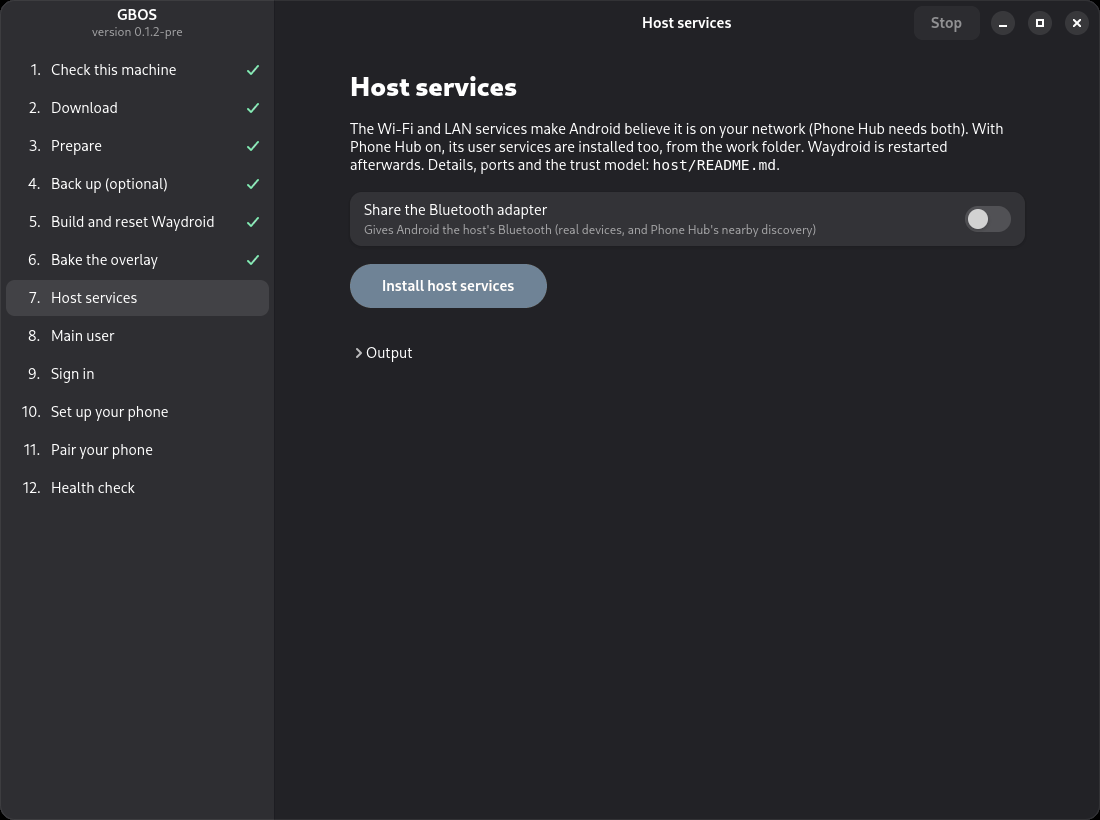 GBOS
version 0.1.2-pre
1. Check this machine
2. Download
3. Prepare
4. Back up (optional)
5. Build and reset Waydroid
6. Bake the overlay
7. Host services
8. Main user
9. Sign in
10. Set up your phone
11. Pair your phone
12. Health check
Host services
Stop
Host services
The Wi-Fi and LAN services make Android believe it is on your network (Phone Hub needs both). With
Phone Hub on, its user services are installed too, from the work folder. Waydroid is restarted
afterwards. Details, ports and the trust model: host/README.md.
Share the Bluetooth adapter
Gives Android the host's Bluetooth (real devices, and Phone Hub's nearby discovery)
Install host services
Output